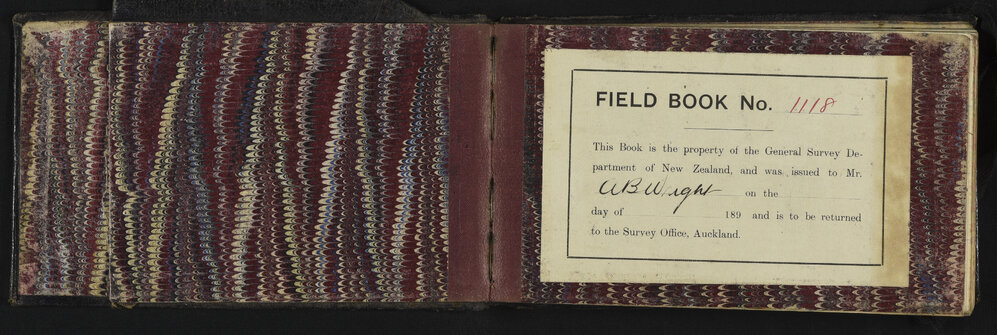 FIELD BOOK No. 1118
This Book is the property of the General Survey De-
partment of New Zealand, and was issued to Mr.
A B Wright on the
day of 189 and is to be returned
to the Survey Office, Auckland.